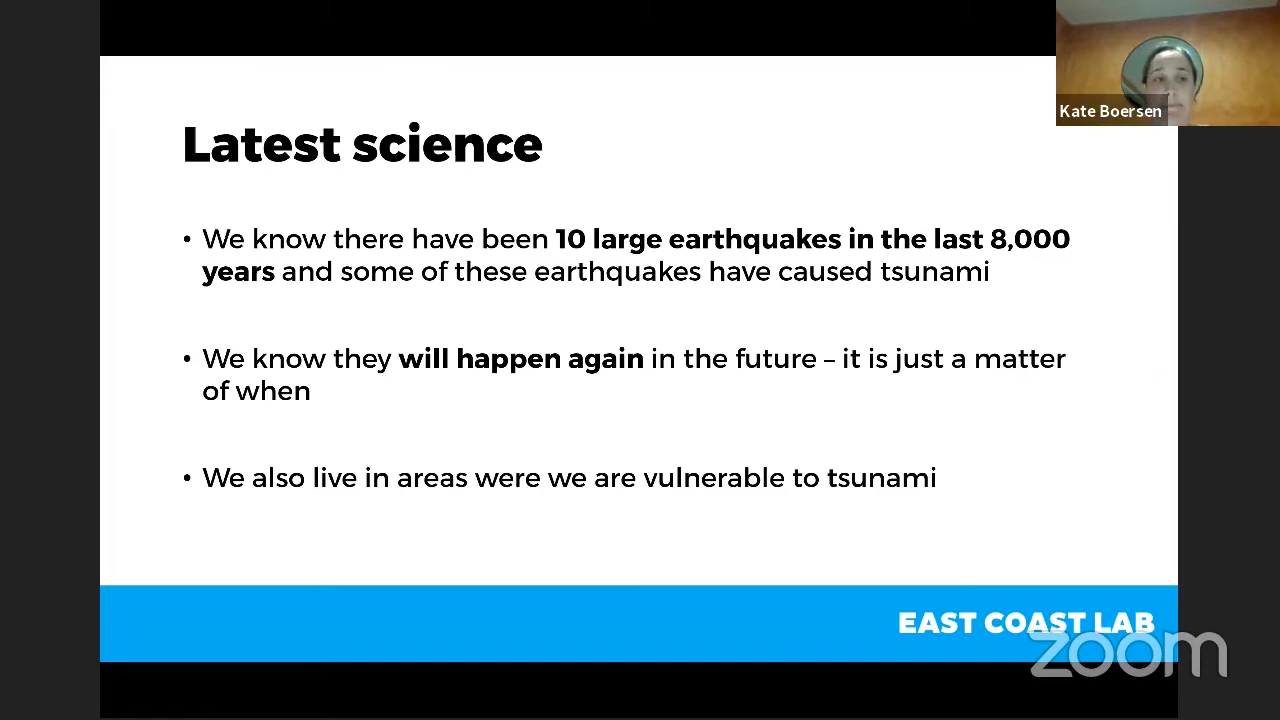 Kate Boersen
Latest science
• We know there have been 10 large earthquakes in the last 8,000
years and some of these earthquakes have caused tsunami
• We know they will happen again in the future – it is just a matter
of when
• We also live in areas were we are vulnerable to tsunami
EAST COAST LAB
zoom